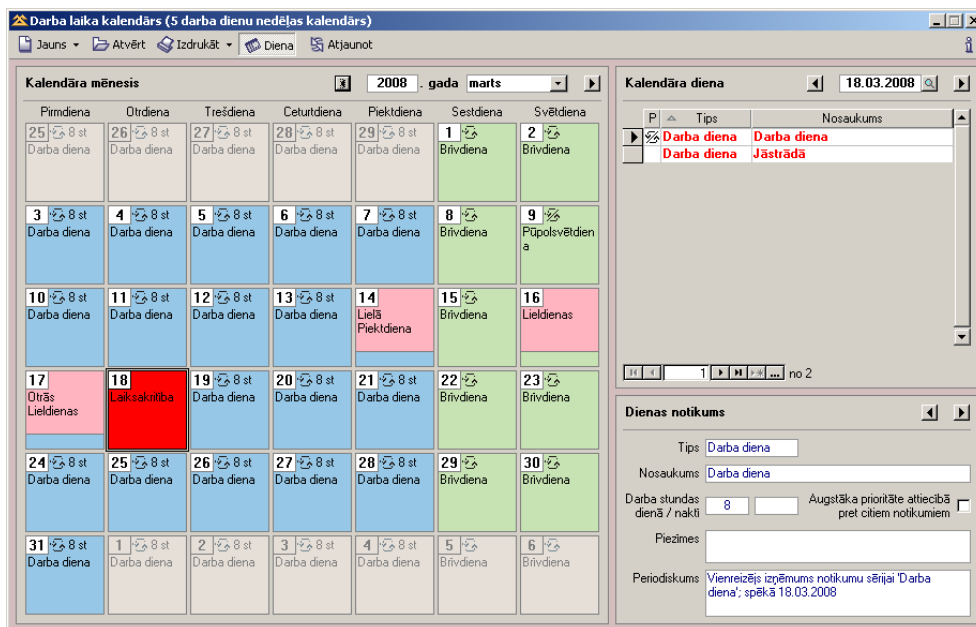 Darba laika kalendārs (5 darba dienu nedēļas kalendārs)
Jauns Atvērt Izdrukāt Diena Atjaunot
Kalendāra mēnesis 2008 . gada marts
Pirmdiena Otrdiena Trešdiena Ceturtdiena Piektdiena Sestdiena Svētdiena
25 8 st 26 8 st 27 8 st 28 8 st 29 8 st 1 2
Darba diena Darba diena Darba diena Darba diena Darba diena Brīvdiena Brīvdiena
3 8 st 4 8 st 5 8 st 6 8 st 7 8 st 8 9
Darba diena Darba diena Darba diena Darba diena Darba diena Brīvdiena Pūpolsvētdien
a
10 8 st 11 8 st 12 8 st 13 8 st 14 15 16
Darba diena Darba diena Darba diena Darba diena Lielā Brīvdiena Lieldienas
Piektdiena
17 18 19 8 st 20 8 st 21 8 st 22 23
Otrās Laiksakritība Darba diena Darba diena Darba diena Brīvdiena Brīvdiena
Lieldienas
24 8 st 25 8 st 26 8 st 27 8 st 28 8 st 29 30
Darba diena Darba diena Darba diena Darba diena Darba diena Brīvdiena Brīvdiena
31 8 st 1 8 st 2 8 st 3 8 st 4 8 st 5 6
Darba diena Darba diena Darba diena Darba diena Darba diena Brīvdiena Brīvdiena
Kalendāra diena 18.03.2008
P Tips Nosaukums
Darba diena Darba diena
Darba diena Jāstrādā
1 ... no 2
Dienas notikums
Tips Darba diena
Nosaukums Darba diena
Darba stundas
dienā / naktī 8 Augstāka prioritāte attiecībā
pret citiem notikumiem
Piezīmes
Periodiskums Vienreizējs izņēmums notikumu sērijai 'Darba
diena'; spēkā 18.03.2008